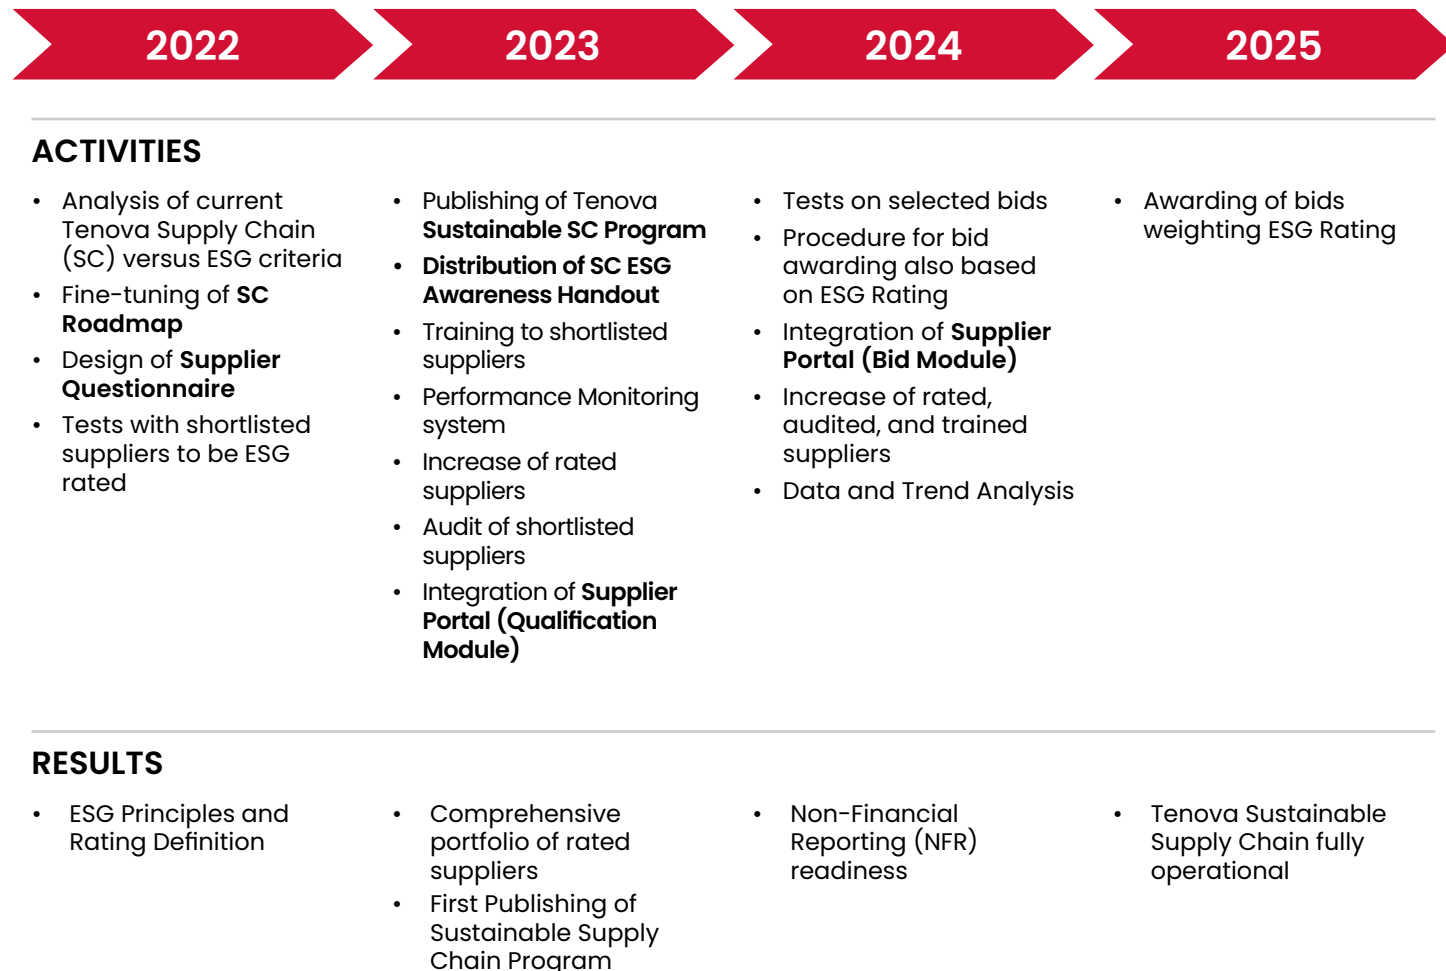 2022
2023
2024
2025
ACTIVITIES
• Analysis of current
Tenova Supply Chain
(SC) versus ESG criteria
• Fine-tuning of SC
Roadmap
• Design of Supplier
Questionnaire
• Tests with shortlisted
suppliers to be ESG
rated
• Publishing of Tenova
Sustainable SC Program
• Distribution of SC ESG
Awareness Handout
• Training to shortlisted
suppliers
• Performance Monitoring
system
• Increase of rated
suppliers
• Audit of shortlisted
suppliers
• Integration of Supplier
Portal (Qualification
Module)
• Tests on selected bids
• Procedure for bid
awarding also based
on ESG Rating
• Integration of Supplier
Portal (Bid Module)
• Increase of rated,
audited, and trained
suppliers
• Data and Trend Analysis
• Awarding of bids
weighting ESG Rating
RESULTS
• ESG Principles and
Rating Definition
• Comprehensive
portfolio of rated
suppliers
• First Publishing of
Sustainable Supply
Chain Program
• Non-Financial
Reporting (NFR)
readiness
• Tenova Sustainable
Supply Chain fully
operational